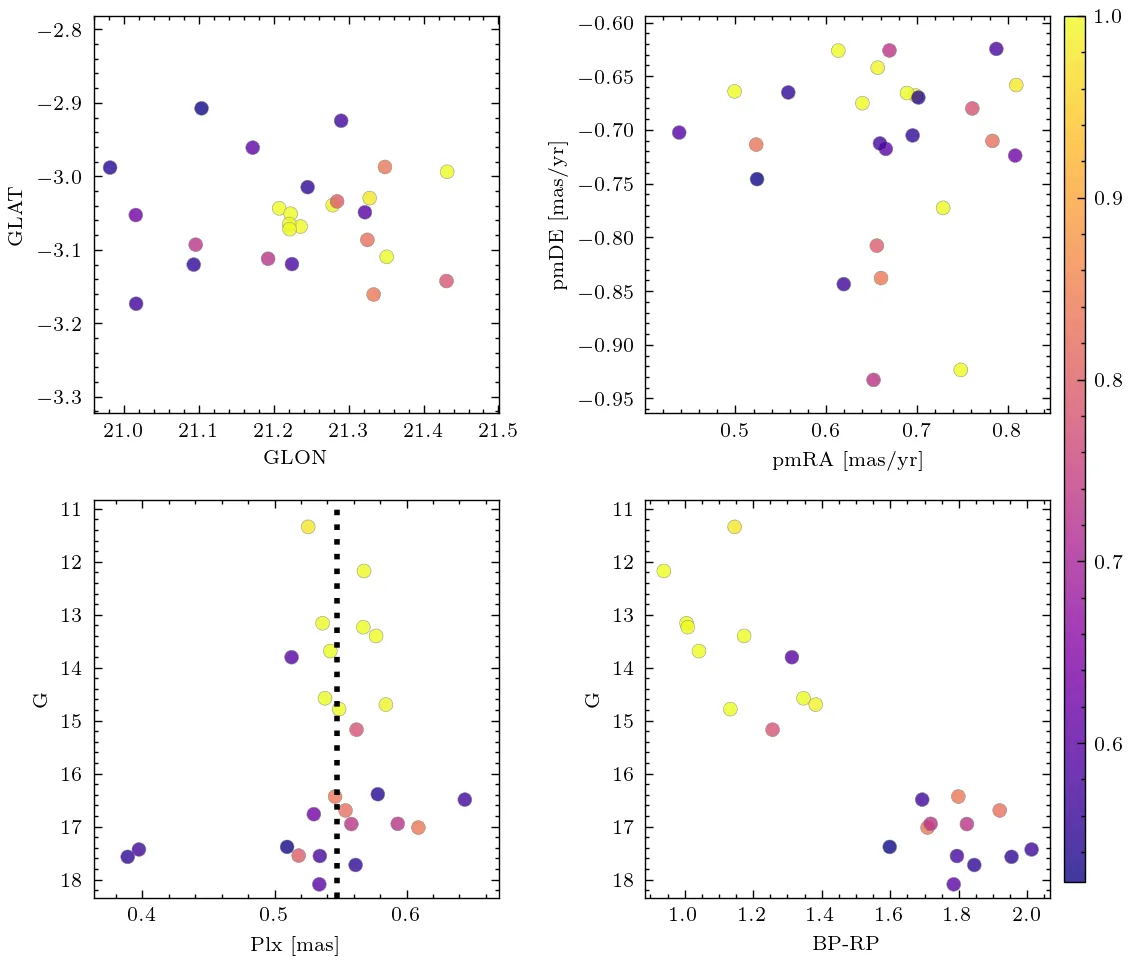 −2.8
−2.9
−3.0
−3.1
−3.2
−3.3
GLAT
21.0 21.1 21.2 21.3 21.4 21.5
GLON
−0.60
−0.65
−0.70
−0.75
−0.80
−0.85
−0.90
−0.95
pmDE [mas/yr]
0.5 0.6 0.7 0.8
pmRA [mas/yr]
11
12
13
14
15
16
17
18
G
0.4 0.5 0.6
Plx [mas]
11
12
13
14
15
16
17
18
G
1.0 1.2 1.4 1.6 1.8 2.0
BP-RP
1.0
0.9
0.8
0.7
0.6